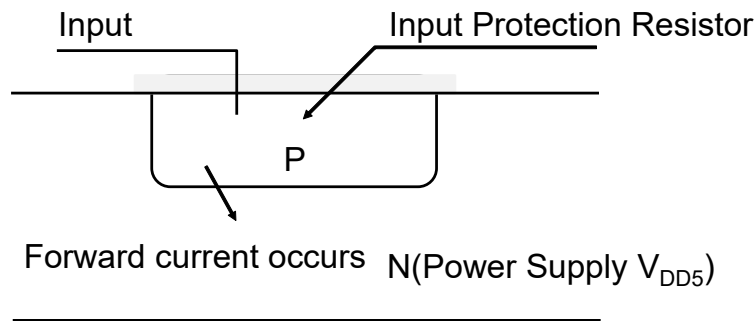 Input
Input Protection Resistor
P
Forward current occurs
N(Power Supply VDD5)